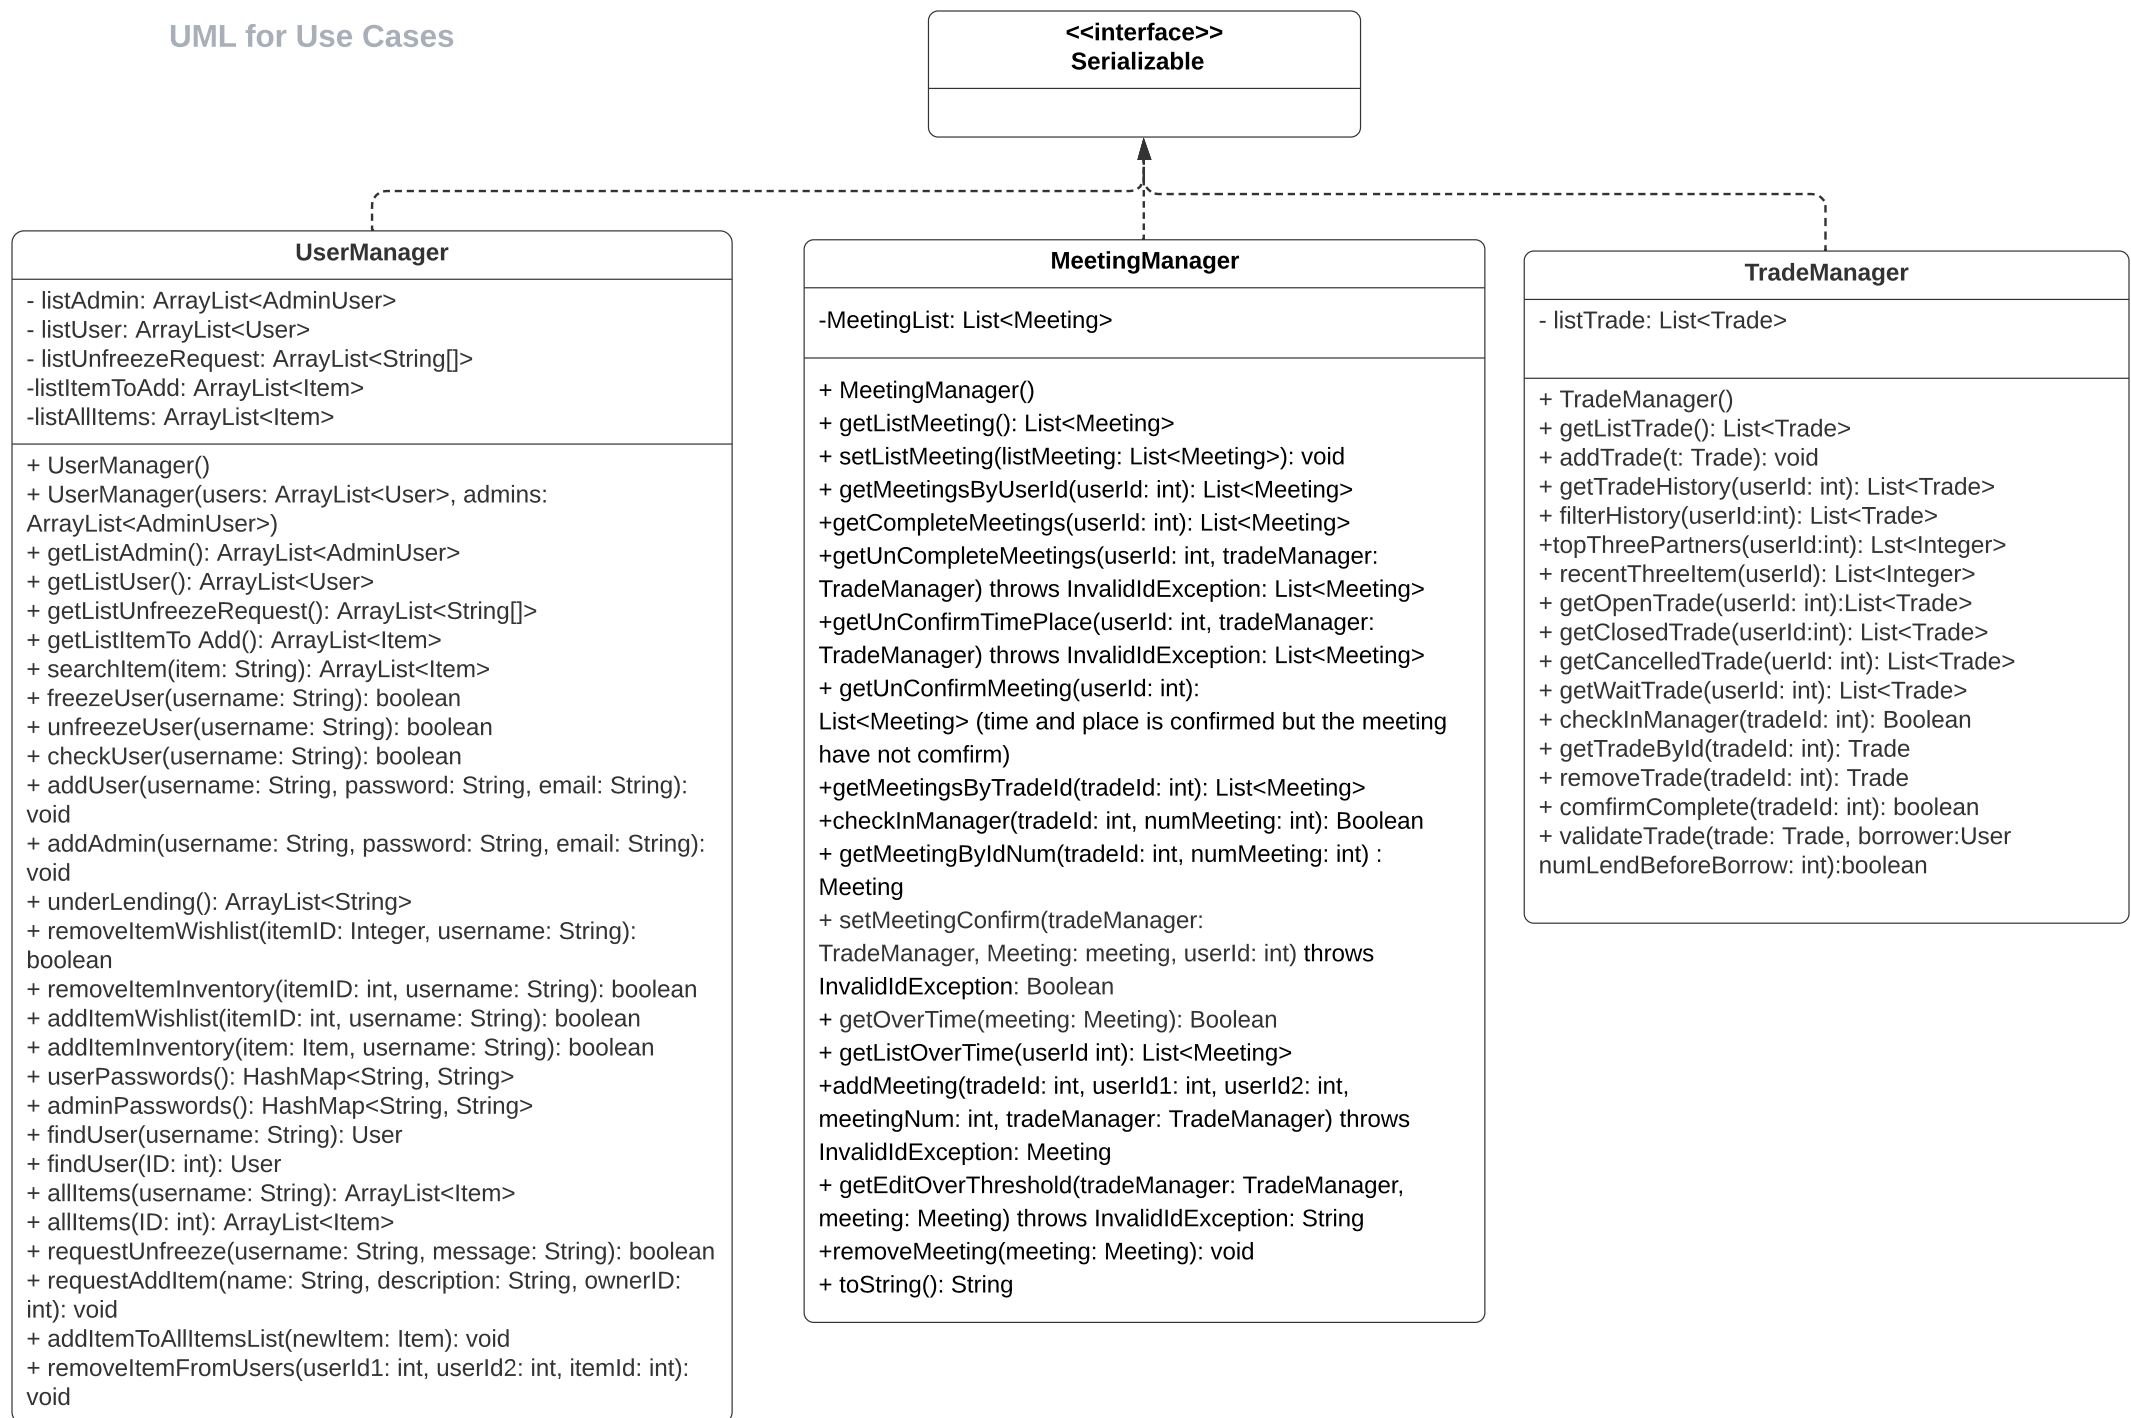 UML for Use Cases
<<interface>>
Serializable
UserManager
- listAdmin: ArrayList<AdminUser>
- listUser: ArrayList<User>
- listUnfreezeRequest: ArrayList<String[]>
-listItemToAdd: ArrayList<Item>
-listAllItems: ArrayList<Item>
+ UserManager()
+ UserManager(users: ArrayList<User>, admins:
ArrayList<AdminUser>)
+ getListAdmin(): ArrayList<AdminUser>
+ getListUser(): ArrayList<User>
+ getListUnfreezeRequest(): ArrayList<String[]>
+ getListItemTo Add(): ArrayList<Item>
+ searchItem(item: String): ArrayList<Item>
+ freezeUser(username: String): boolean
+ unfreezeUser(username: String): boolean
+ checkUser(username: String): boolean
+ addUser(username: String, password: String, email: String):
void
+ addAdmin(username: String, password: String, email: String):
void
+ underLending(): ArrayList<String>
+ removeItemWishlist(itemID: Integer, username: String):
boolean
+ removeItemInventory(itemID: int, username: String): boolean
+ addItemWishlist(itemID: int, username: String): boolean
+ addItemInventory(item: Item, username: String): boolean
+ userPasswords(): HashMap<String, String>
+ adminPasswords(): HashMap<String, String>
+ findUser(username: String): User
+ findUser(ID: int): User
+ allItems(username: String): ArrayList<Item>
+ allItems(ID: int): ArrayList<Item>
+ requestUnfreeze(username: String, message: String): boolean
+ requestAddItem(name: String, description: String, ownerID:
int): void
+ addItemToAllItemsList(newItem: Item): void
+ removeItemFromUsers(userId1: int, userId2: int, itemId: int):
void
MeetingManager
-MeetingList: List<Meeting>
+ MeetingManager()
+ getListMeeting(): List<Meeting>
+ setListMeeting(listMeeting: List<Meeting>): void
+ getMeetingsByUserId(userId: int): List<Meeting>
+getCompleteMeetings(userId: int): List<Meeting>
+getUnCompleteMeetings(userId: int, tradeManager:
TradeManager) throws InvalidIdException: List<Meeting>
+getUnConfirmTimePlace(userId: int, tradeManager:
TradeManager) throws InvalidIdException: List<Meeting>
+ getUnConfirmMeeting(userId: int):
List<Meeting> (time and place is confirmed but the meeting
have not comfirm)
+getMeetingsByTradeId(tradeId: int): List<Meeting>
+checkInManager(tradeId: int, numMeeting: int): Boolean
+ getMeetingByIdNum(tradeId: int, numMeeting: int) :
Meeting
+ setMeetingConfirm(tradeManager:
TradeManager, Meeting: meeting, userId: int) throws
InvalidIdException: Boolean
+ getOverTime(meeting: Meeting): Boolean
+ getListOverTime(userId int): List<Meeting>
+addMeeting(tradeId: int, userId1: int, userId2: int,
meetingNum: int, tradeManager: TradeManager) throws
InvalidIdException: Meeting
+ getEditOverThreshold(tradeManager: TradeManager,
meeting: Meeting) throws InvalidIdException: String
+removeMeeting(meeting: Meeting): void
+ toString(): String
TradeManager
- listTrade: List<Trade>
+ TradeManager()
+ getListTrade(): List<Trade>
+ addTrade(t: Trade): void
+ getTradeHistory(userId: int): List<Trade>
+ filterHistory(userId:int): List<Trade>
+topThreePartners(userId:int): Lst<Integer>
+ recentThreeItem(userId): List<Integer>
+ getOpenTrade(userId: int):List<Trade>
+ getClosedTrade(userId:int): List<Trade>
+ getCancelledTrade(uerId: int): List<Trade>
+ getWaitTrade(userId: int): List<Trade>
+ checkInManager(tradeId: int): Boolean
+ getTradeById(tradeId: int): Trade
+ removeTrade(tradeId: int): Trade
+ comfirmComplete(tradeId: int): boolean
+ validateTrade(trade: Trade, borrower:User
numLendBeforeBorrow: int):boolean